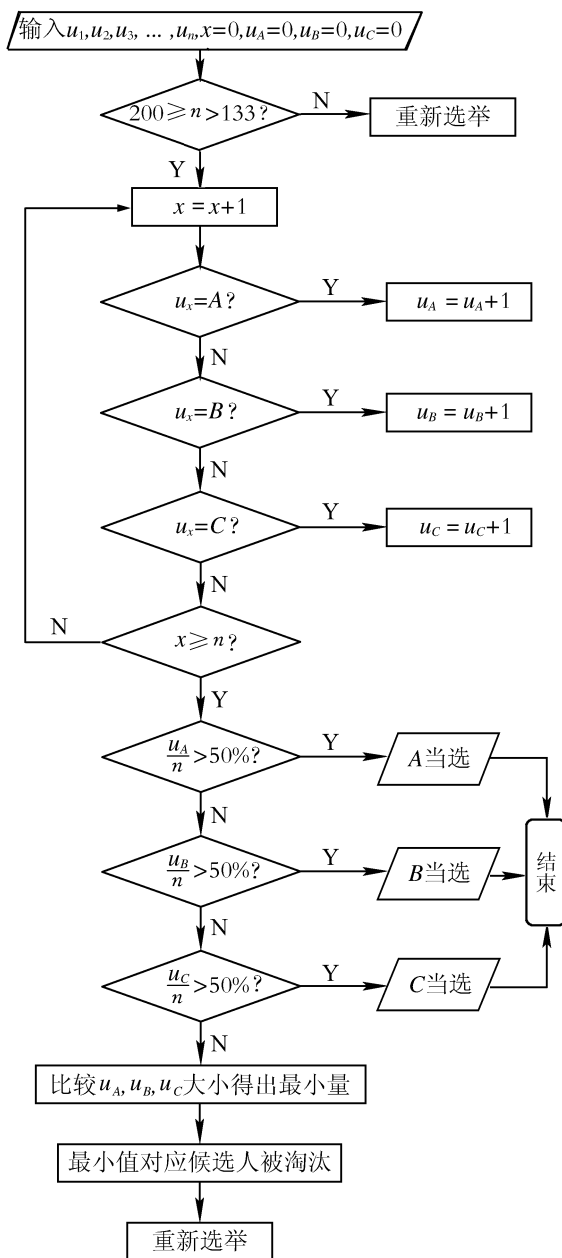 输入u₁,u₂,u₃, … ,uₙ,x=0,u_A=0,u_B=0,u_C=0
200≥n>133?
N
重新选举
Y
x=x+1
u_x=A?
Y
u_A=u_A+1
N
u_x=B?
Y
u_B=u_B+1
N
u_x=C?
Y
u_C=u_C+1
N
N
x≥n?
Y
u_A/n>50%?
Y
A当选
N
u_B/n>50%?
Y
B当选
结束
N
u_C/n>50%?
Y
C当选
N
比较u_A,u_B,u_C大小得出最小量
最小值对应候选人被淘汰
重新选举